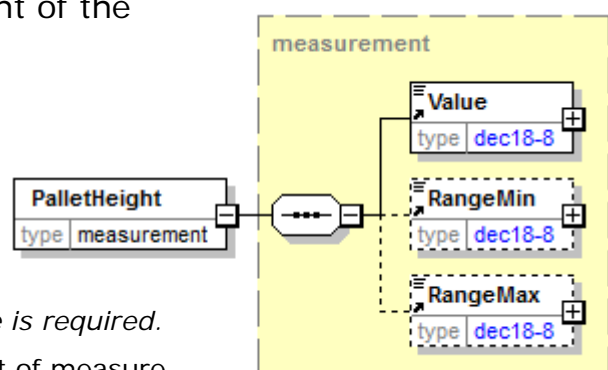 nt of the
measurement
Value
type dec18-8
PalletHeight
type measurement
RangeMin
type dec18-8
RangeMax
type dec18-8
is required.
of measure